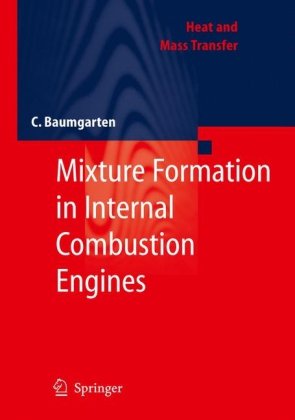 Heat and
Mass Transfer
C. Baumgarten
Mixture Formation
in Internal
Combustion
Engines
Springer